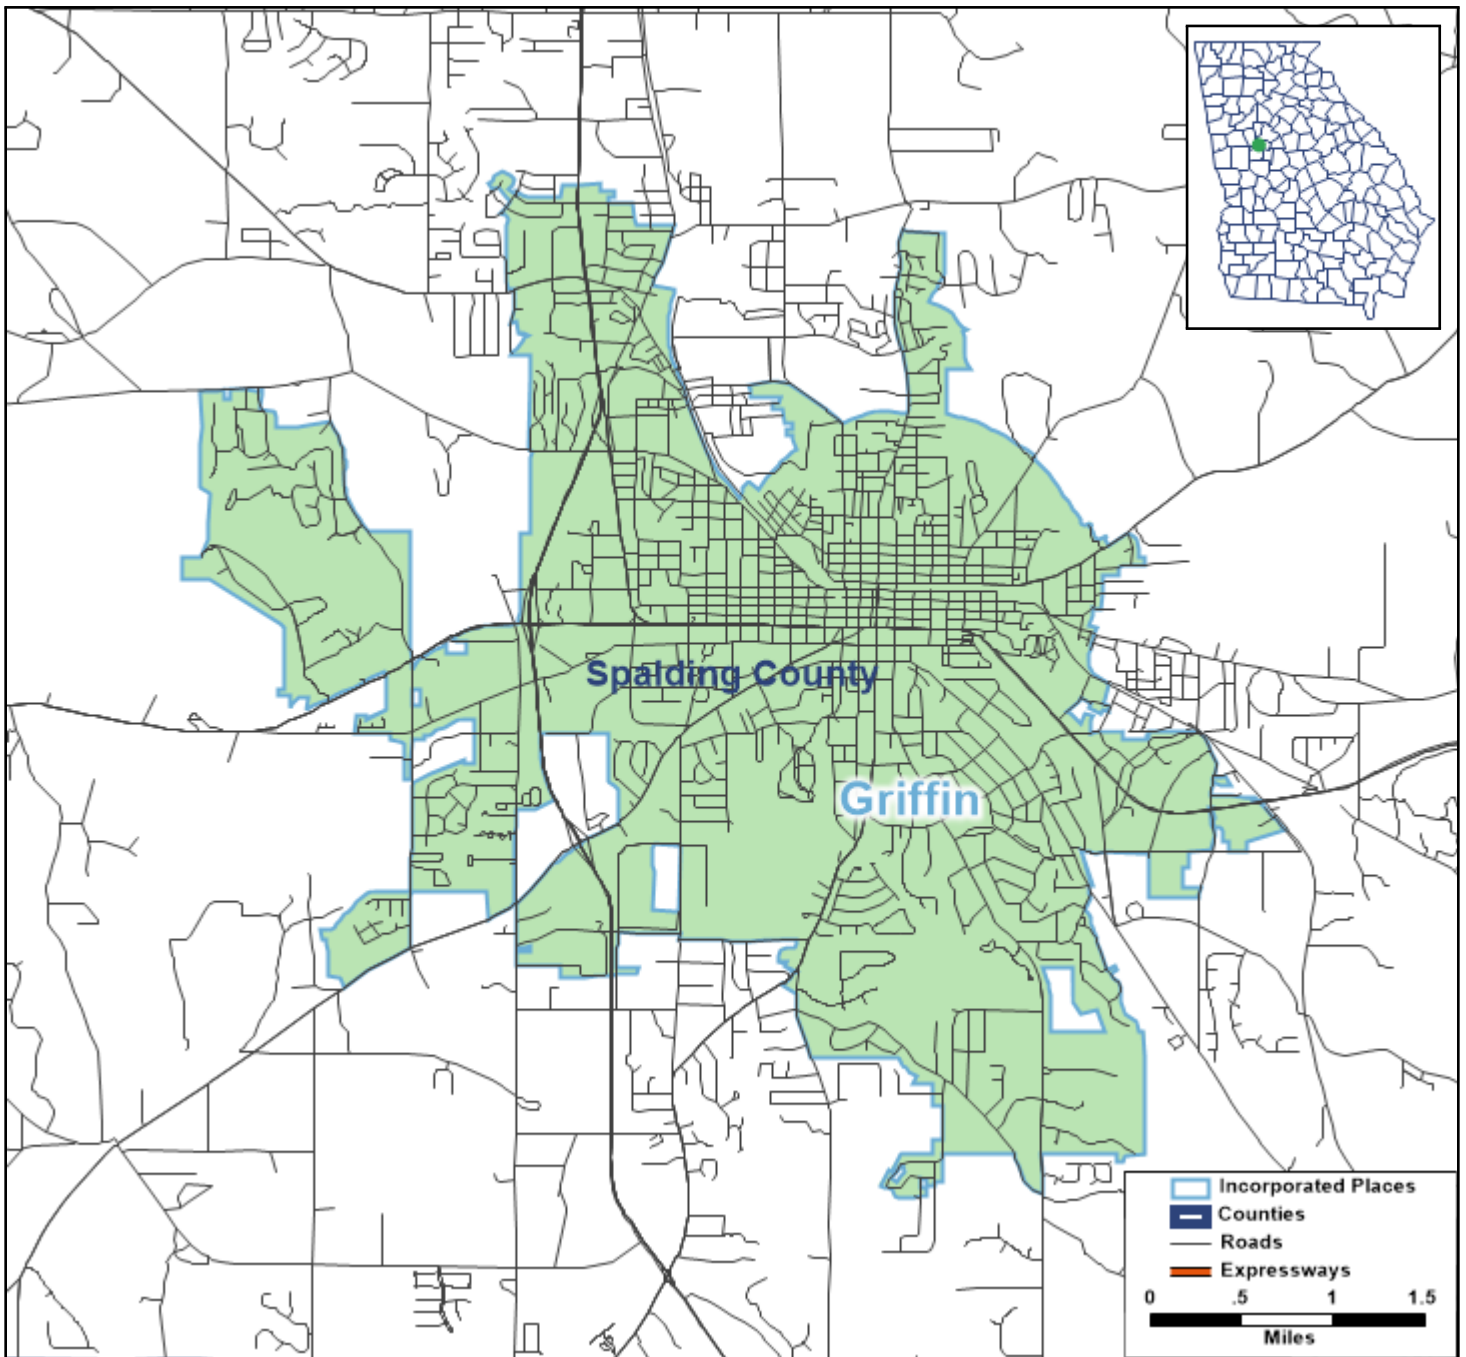 Spalding County
Griffin
Incorporated Places
Counties
Roads
Expressways
0 .5 1 1.5
Miles